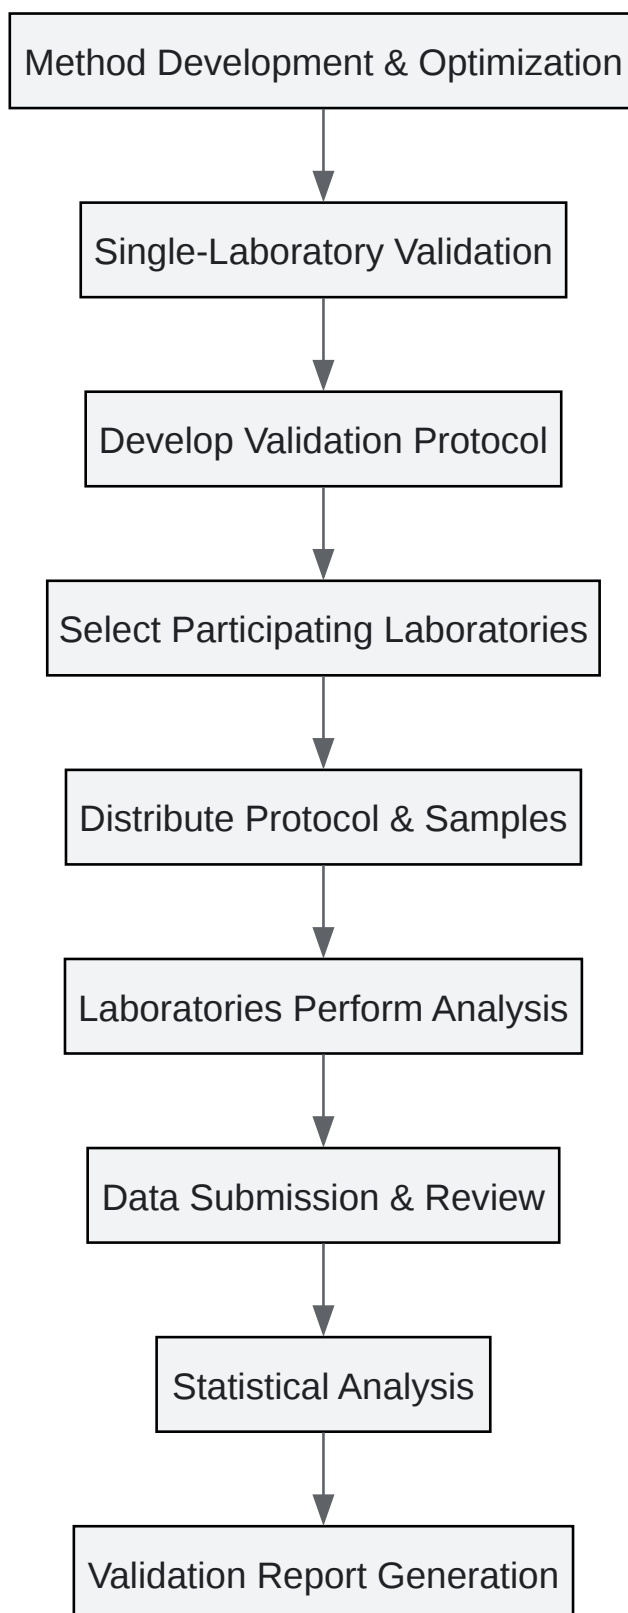 Method Development & Optimization
Single-Laboratory Validation
Develop Validation Protocol
Select Participating Laboratories
Distribute Protocol & Samples
Laboratories Perform Analysis
Data Submission & Review
Statistical Analysis
Validation Report Generation